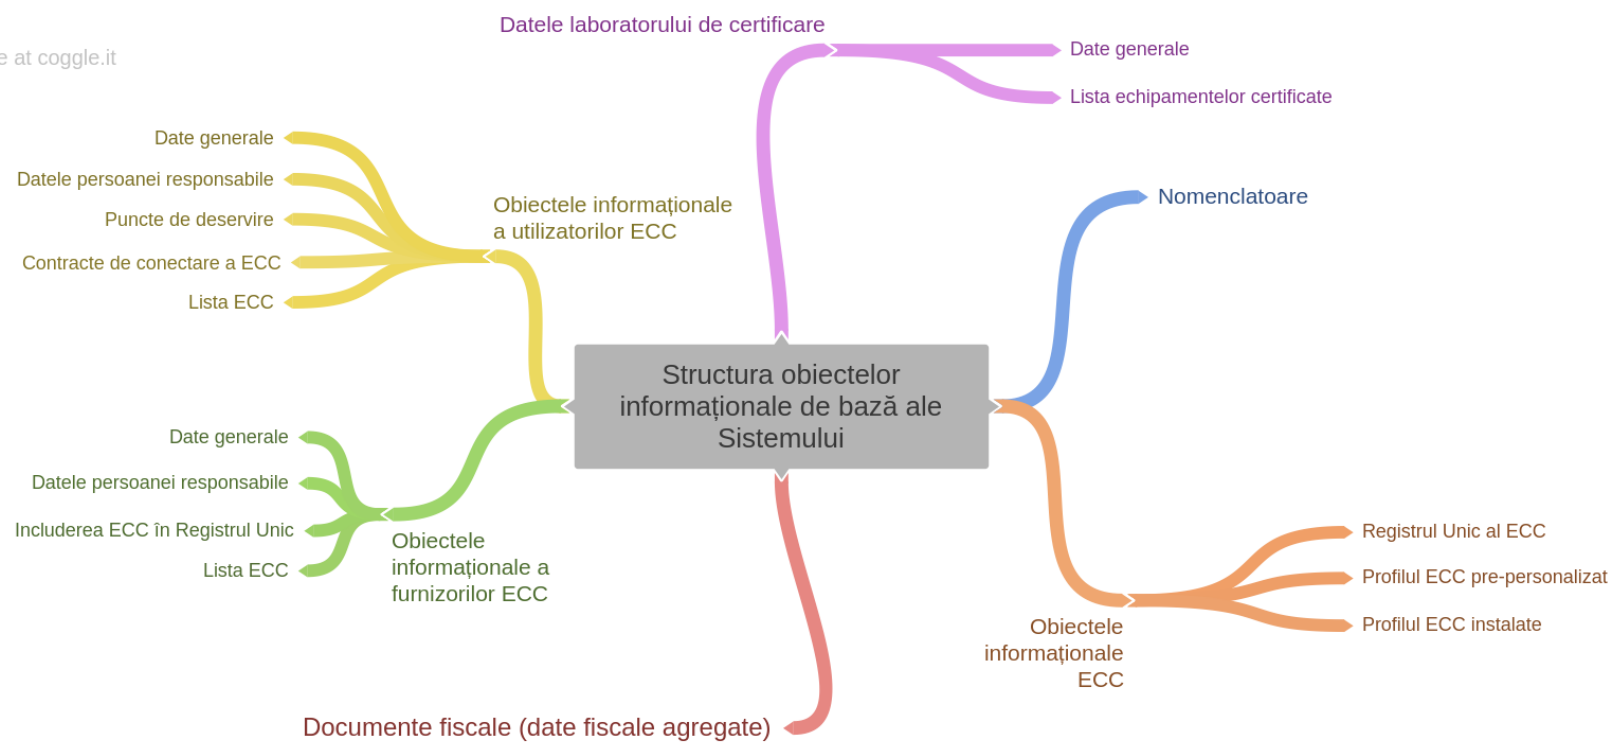 Datele laboratorului de certificare
Date generale
Lista echipamentelor certificate
e at coggle.it
Date generale
Datele persoanei responsabile
Puncte de deservire
Contracte de conectare a ECC
Lista ECC
Obiectele informaționale
a utilizatorilor ECC
Nomenclatoare
Structura obiectelor
informaționale de bază ale
Sistemului
Date generale
Datele persoanei responsabile
Includerea ECC în Registrul Unic
Lista ECC
Obiectele
informaționale a
furnizorilor ECC
Registrul Unic al ECC
Profilul ECC pre-personalizat
Profilul ECC instalate
Obiectele
informaționale
ECC
Documente fiscale (date fiscale agregate)